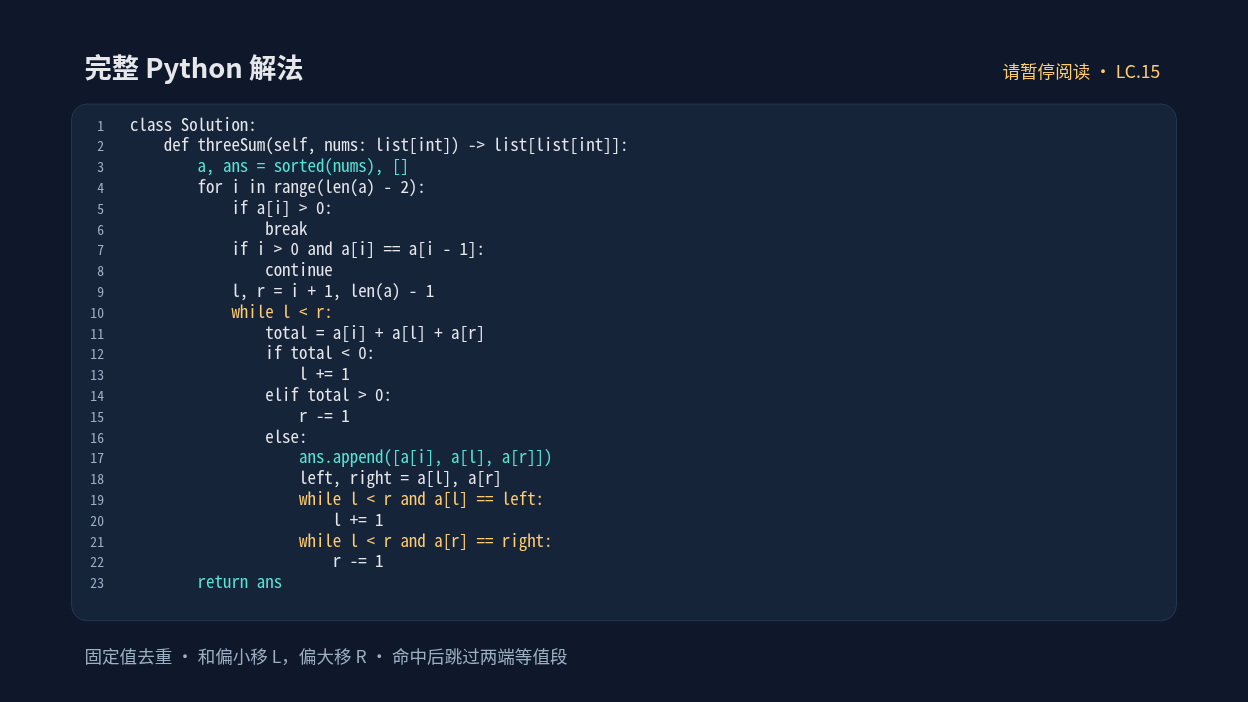 完整 Python 解法
请暂停阅读 · LC.15
1 class Solution:
2     def threeSum(self, nums: list[int]) -> list[list[int]]:
3         a, ans = sorted(nums), []
4         for i in range(len(a) - 2):
5             if a[i] > 0:
6                 break
7             if i > 0 and a[i] == a[i - 1]:
8                 continue
9             l, r = i + 1, len(a) - 1
10             while l < r:
11                 total = a[i] + a[l] + a[r]
12                 if total < 0:
13                     l += 1
14                 elif total > 0:
15                     r -= 1
16                 else:
17                     ans.append([a[i], a[l], a[r]])
18                     left, right = a[l], a[r]
19                     while l < r and a[l] == left:
20                         l += 1
21                     while l < r and a[r] == right:
22                         r -= 1
23         return ans
固定值去重 · 和偏小移 L，偏大移 R · 命中后跳过两端等值段